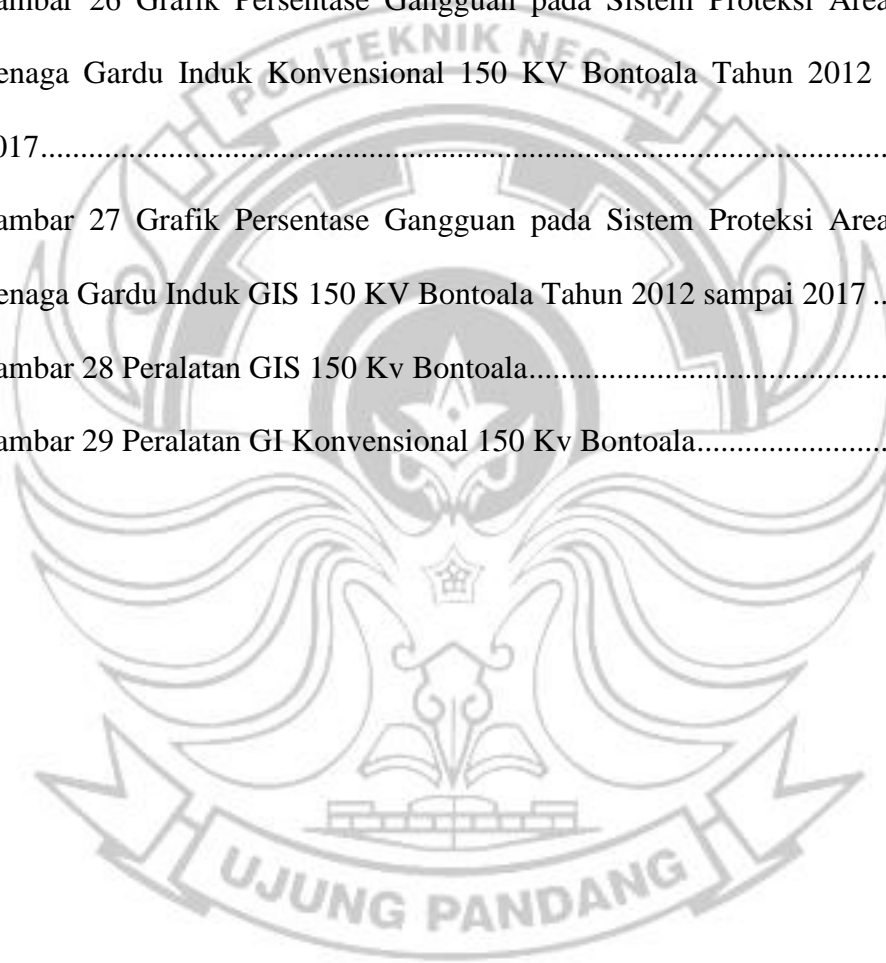 ambar 26 Grafik Persentase Gangguan pada Sistem Proteksi Area
enaga Gardu Induk Konvensional 150 KV Bontoala Tahun 2012
017...........................................................................................
ambar 27 Grafik Persentase Gangguan pada Sistem Proteksi Area
enaga Gardu Induk GIS 150 KV Bontoala Tahun 2012 sampai 2017 ..
ambar 28 Peralatan GIS 150 Kv Bontoala......................................
ambar 29 Peralatan GI Konvensional 150 Kv Bontoala.....................
POLITEKNIK NEGERI
UJUNG PANDANG